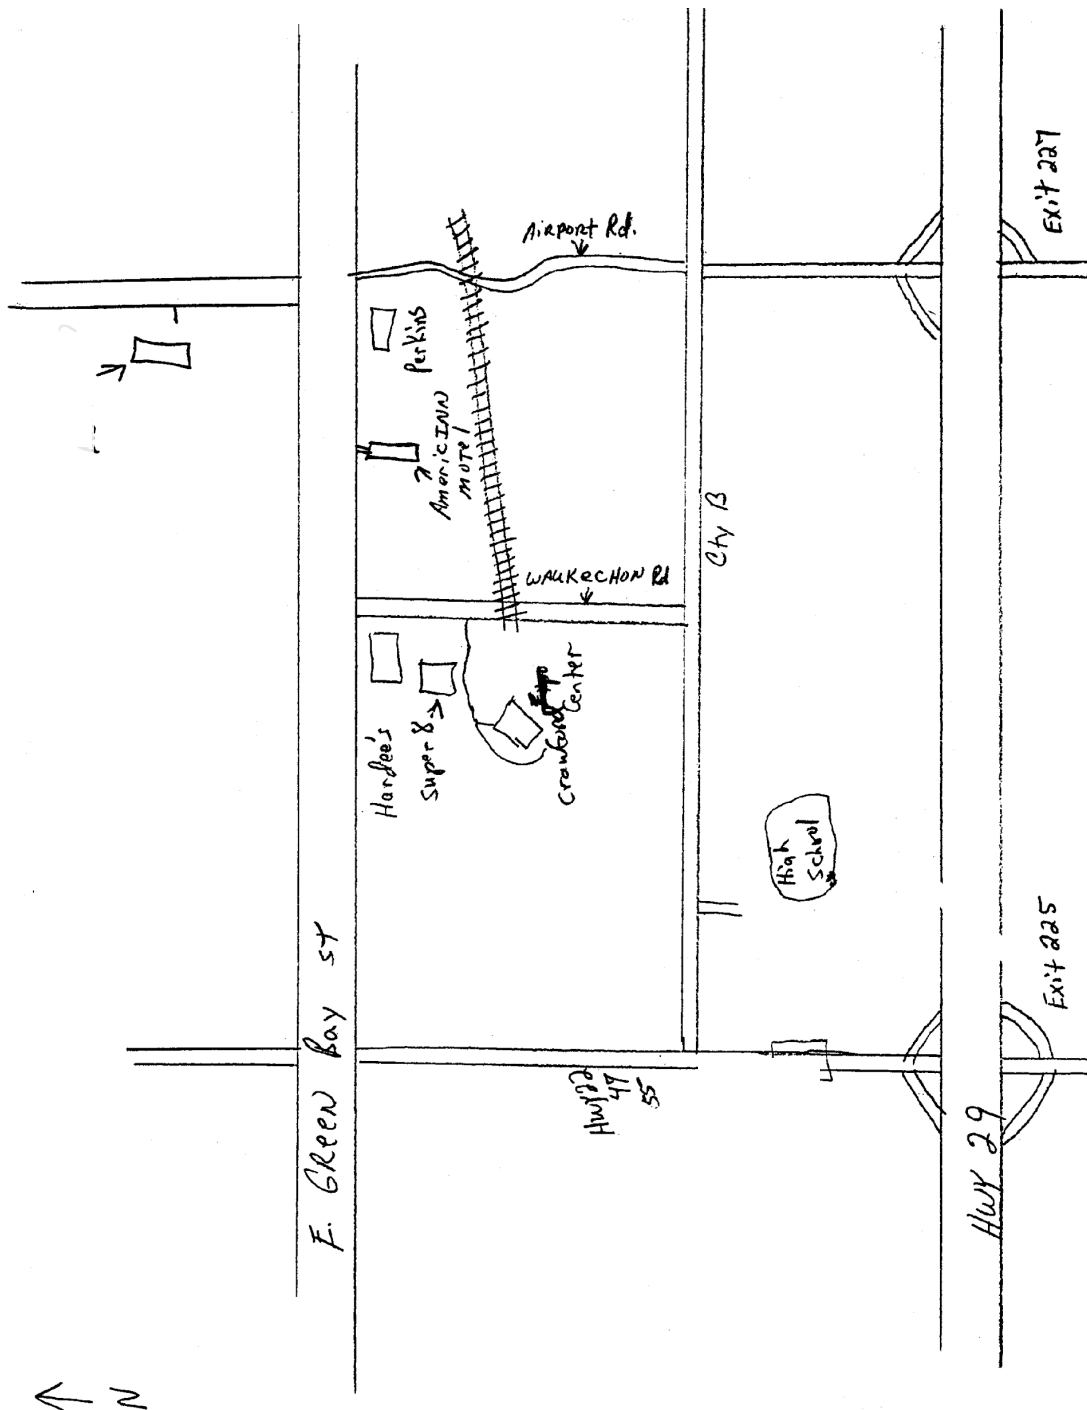 N
E. GREEN Bay ST
Perkins
AmericINN
MOTEl
Airport Rd.
Hardee's
Super 8
WAUKECHON Rd
Crawford
Center
Hwy 22
47
55
Cty B
High
School
HWY 29
Exit 225
Exit 227